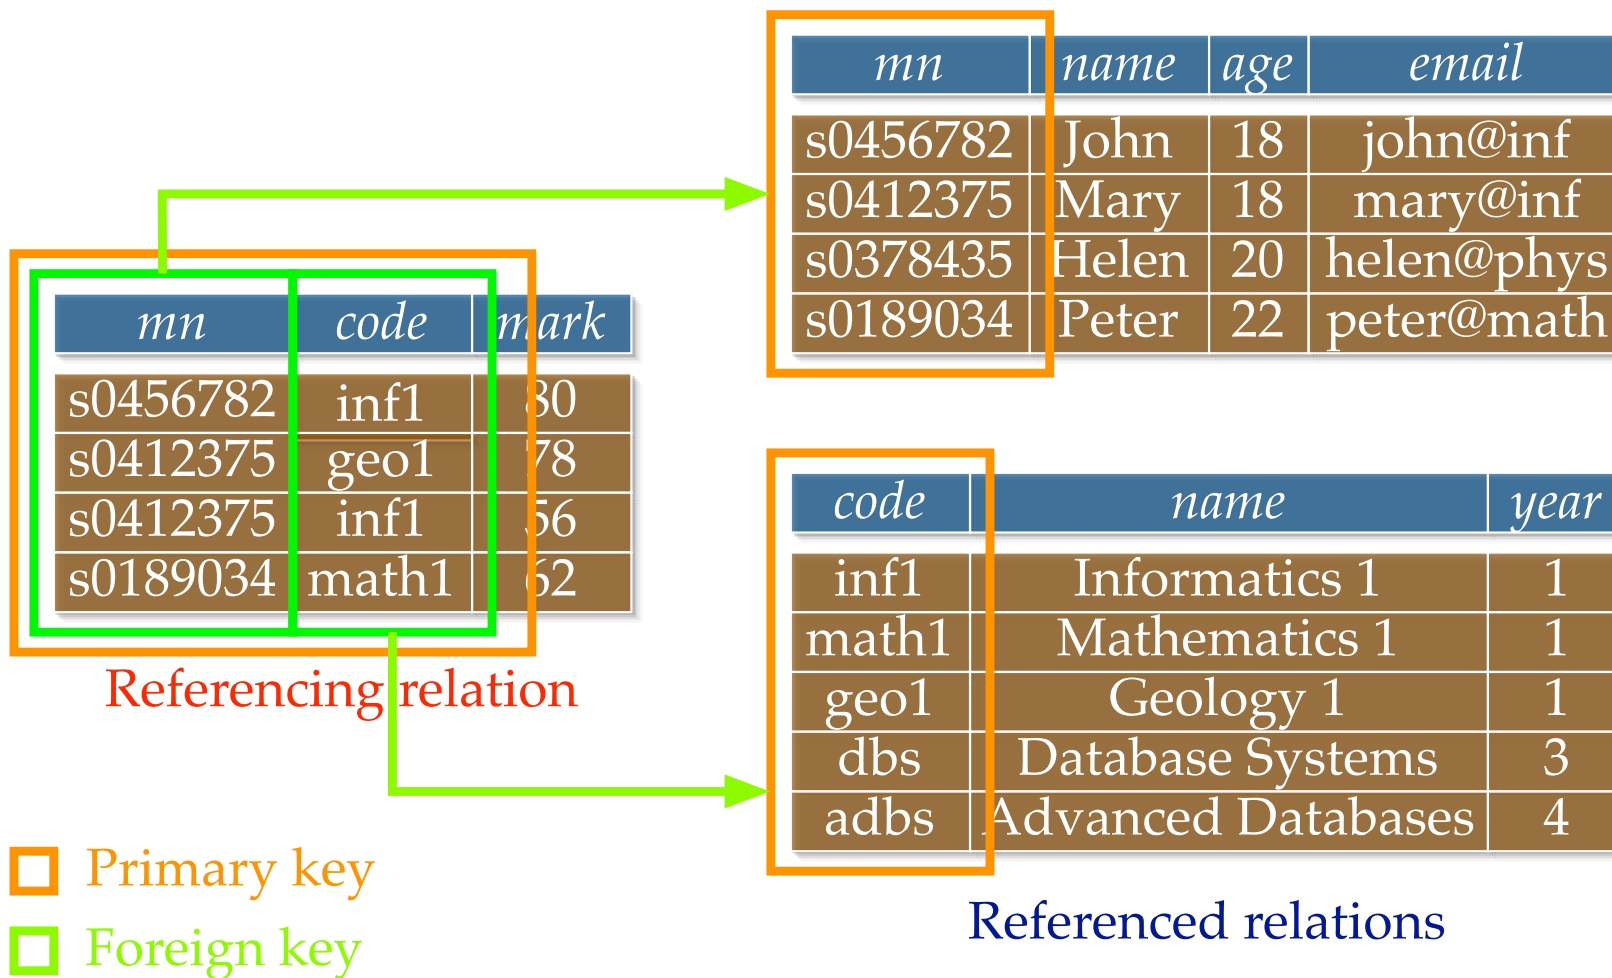 mn name age email
s0456782 John 18 john@inf
s0412375 Mary 18 mary@inf
s0378435 Helen 20 helen@phys
s0189034 Peter 22 peter@math
mn code mark
s0456782 inf1 80
s0412375 geo1 78
s0412375 inf1 56
s0189034 math1 62
Referencing relation
code name year
inf1 Informatics 1 1
math1 Mathematics 1 1
geo1 Geology 1 1
dbs Database Systems 3
adbs Advanced Databases 4
Referenced relations
Primary key
Foreign key